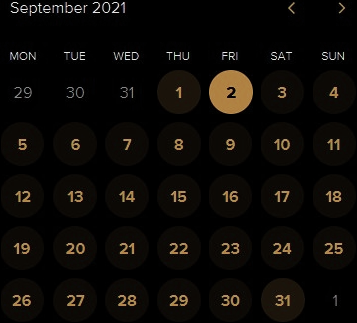 September 2021
MON TUE WED THU FRI SAT SUN
29 30 31 1 2 3 4
5 6 7 8 9 10 11
12 13 14 15 16 17 18
19 20 21 22 23 24 25
26 27 28 29 30 31 1